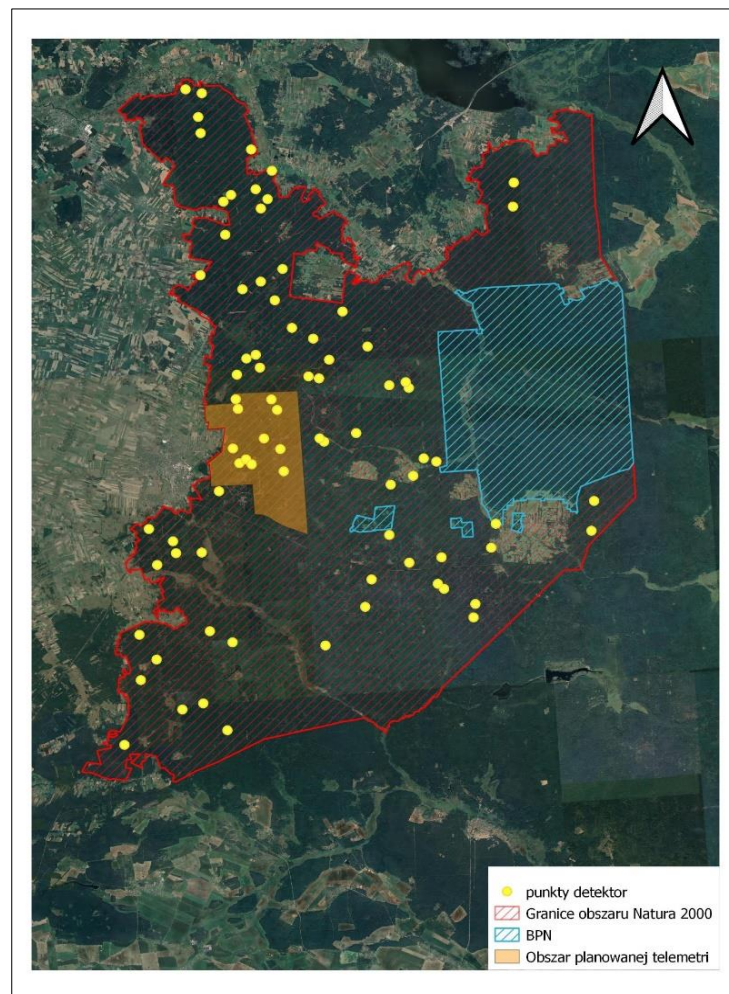 punkty detektor
Granice obszaru Natura 2000
BPN
Obszar planowanej telemetri